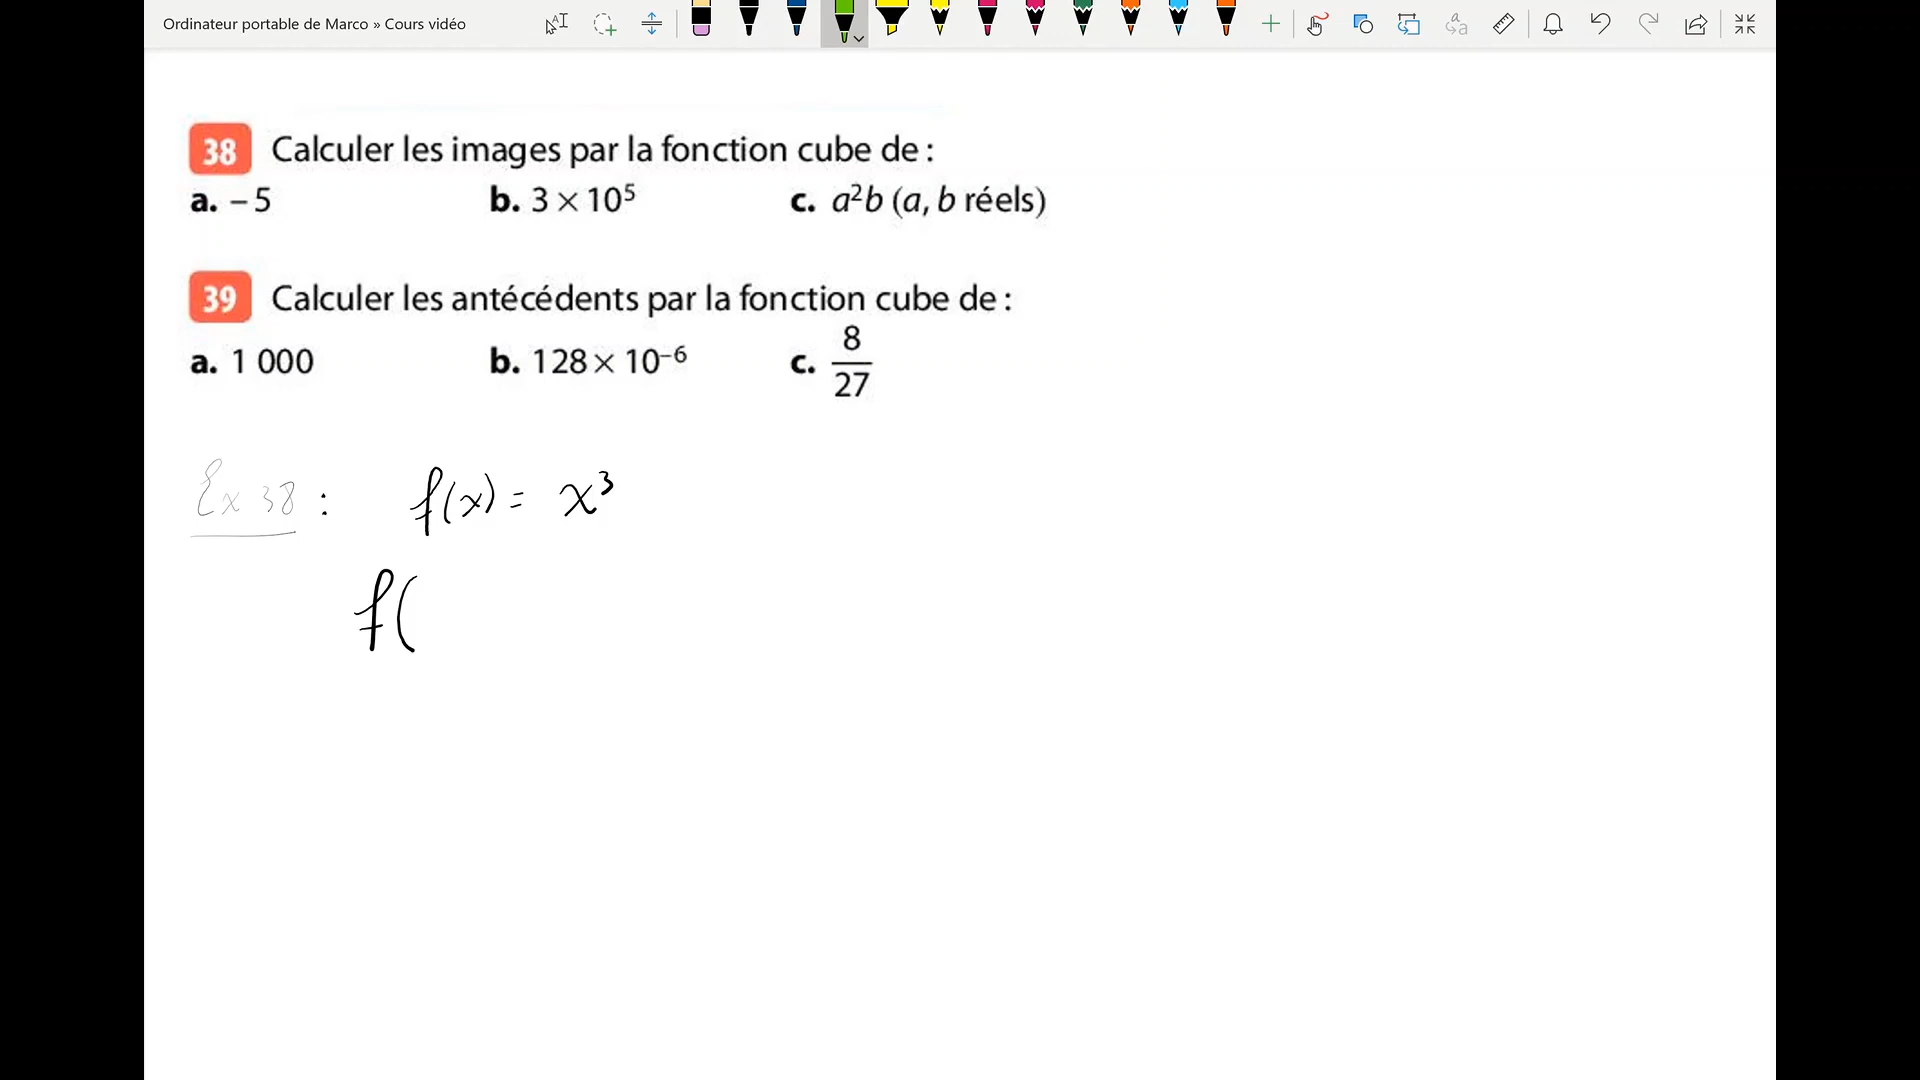 Ordinateur portable de Marco » Cours vidéo
38 Calculer les images par la fonction cube de :
a. – 5 b. 3 × 10⁵ c. a²b (a, b réels)
39 Calculer les antécédents par la fonction cube de :
a. 1 000 b. 128 × 10⁻⁶ c. 8/27
Ex 38 : f(x) = x³
f(